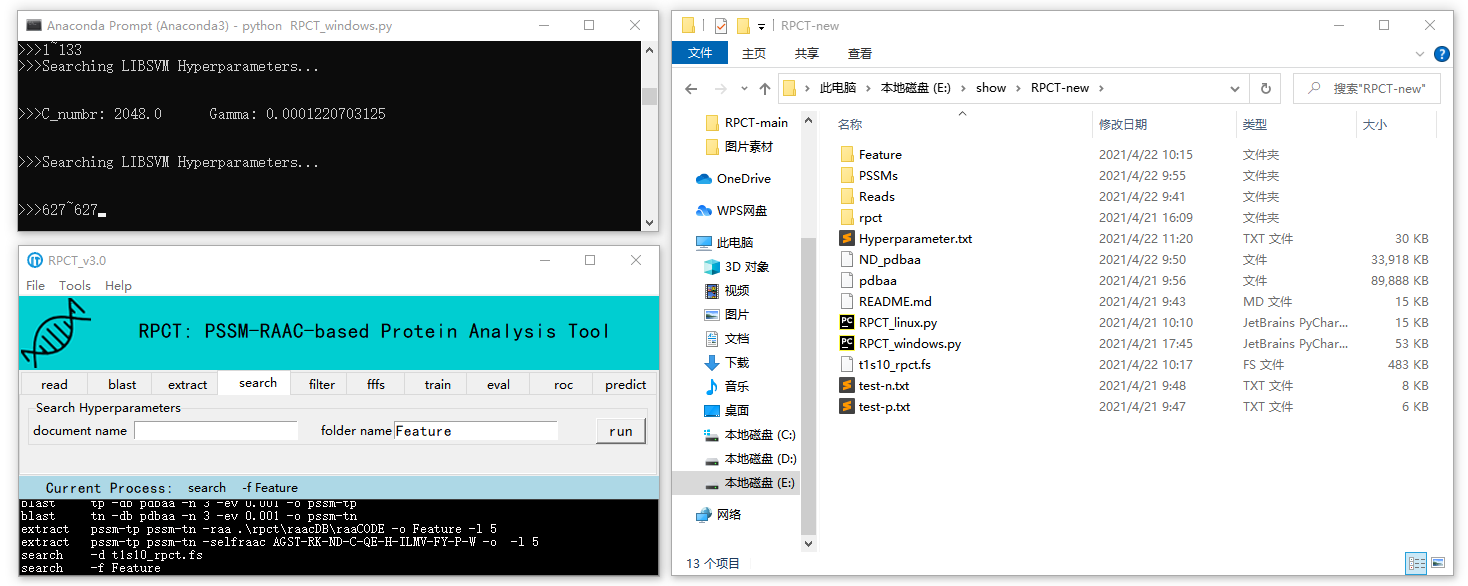 Anaconda Prompt (Anaconda3) - python  RPCT_windows.py
>>>1~133
>>>Searching LIBSVM Hyperparameters...
>>>C_numbr: 2048.0      Gamma: 0.0001220703125
>>>Searching LIBSVM Hyperparameters...
>>>627~627
RPCT_v3.0
File Tools Help
RPCT: PSSM-RAAC-based Protein Analysis Tool
read blast extract search filter fffs train eval roc predict
Search Hyperparameters
document name folder name Feature run
Current Process: search -f Feature
blast tp -db pdbaa -n 3 -ev 0.001 -o pssm-tp
blast tn -db pdbaa -n 3 -ev 0.001 -o pssm-tn
extract pssm-tp pssm-tn -raa .\rpct\raacDB\raaCODE -o Feature -l 5
extract pssm-tp pssm-tn -selfraac AGST-RK-ND-C-QE-H-ILMV-FY-P-W -o  -l 5
search -d t1s10_rpct.fs
search -f Feature
RPCT-new
文件 主页 共享 查看
此电脑 > 本地磁盘 (E:) > show > RPCT-new >
搜索"RPCT-new"
RPCT-main
图片素材
OneDrive
WPS网盘
此电脑
3D 对象
视频
图片
文档
下载
音乐
桌面
本地磁盘 (C:)
本地磁盘 (D:)
本地磁盘 (E:)
网络
名称 修改日期 类型 大小
Feature 2021/4/22 10:15 文件夹
PSSMs 2021/4/22 9:55 文件夹
Reads 2021/4/22 9:41 文件夹
rpct 2021/4/21 16:09 文件夹
Hyperparameter.txt 2021/4/22 11:20 TXT 文件 30 KB
ND_pdbaa 2021/4/22 9:50 文件 33,918 KB
pdbaa 2021/4/21 9:56 文件 89,888 KB
README.md 2021/4/21 9:43 MD 文件 15 KB
RPCT_linux.py 2021/4/21 10:10 JetBrains PyChar... 15 KB
RPCT_windows.py 2021/4/21 17:45 JetBrains PyChar... 53 KB
t1s10_rpct.fs 2021/4/22 10:17 FS 文件 483 KB
test-n.txt 2021/4/21 9:48 TXT 文件 8 KB
test-p.txt 2021/4/21 9:47 TXT 文件 6 KB
13 个项目